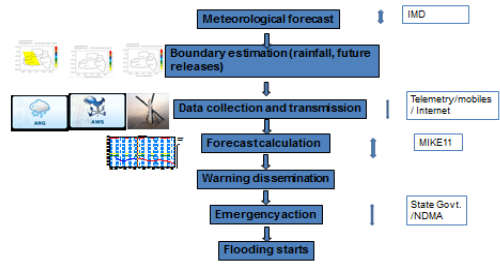 Meteorological forecast
IMD
Boundary estimation (rainfall, future
releases)
Data collection and transmission
Telemetry/mobiles
/ Internet
ARG
AWS
Forecast calculation
MIKE11
Warning dissemination
Emergency action
State Govt.
/NDMA
Flooding starts